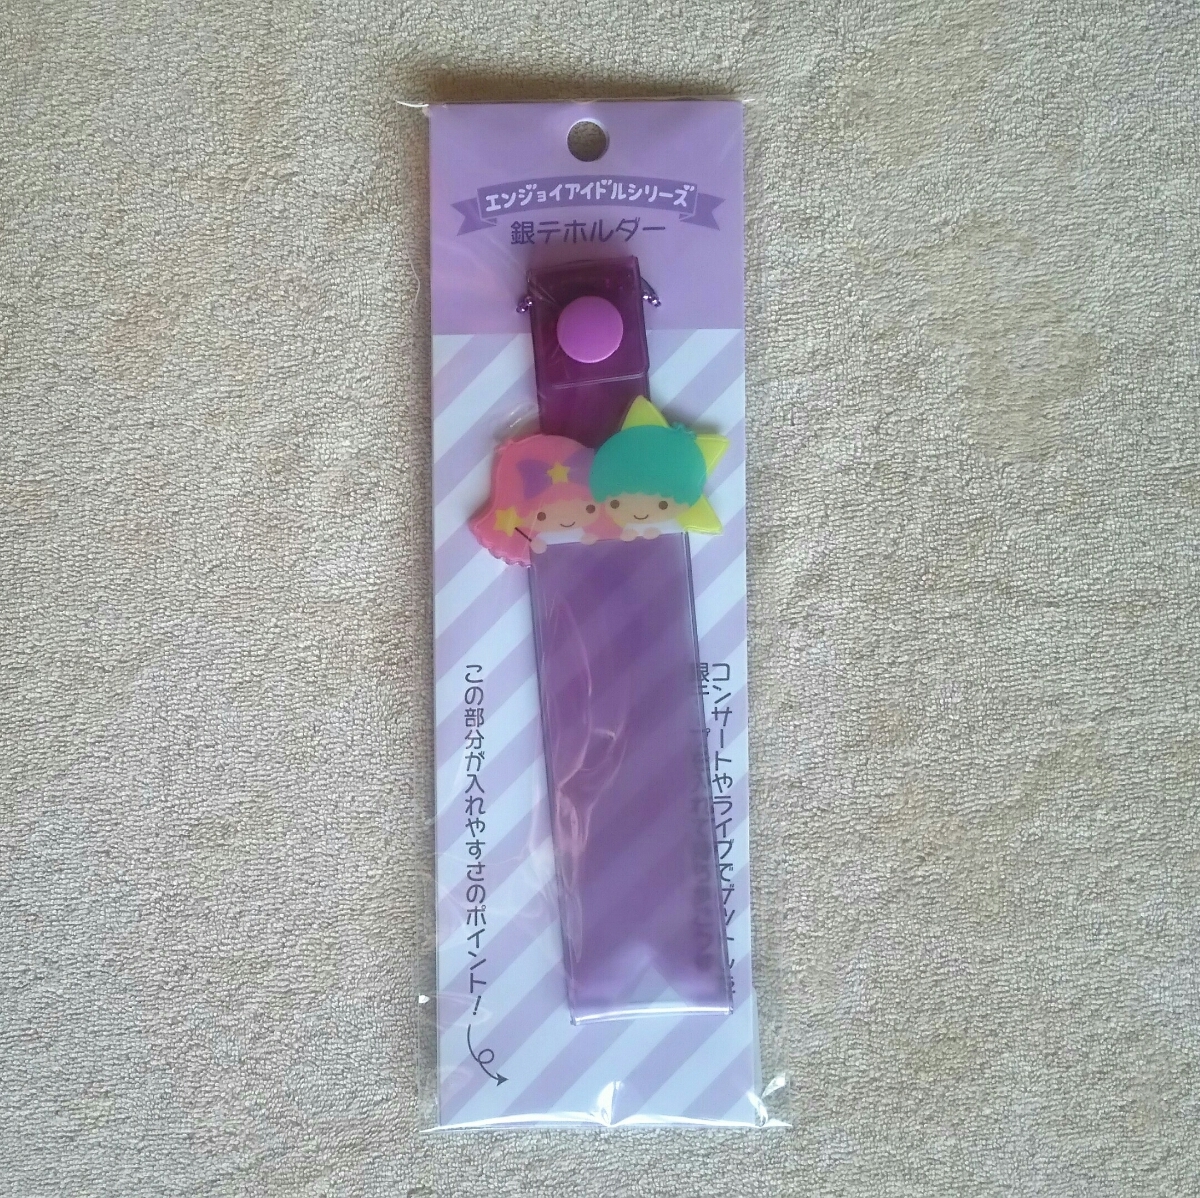 エンジョイアイドルシリーズ
銀テホルダー
コンサートやライブで
銀テ
この部分が入れやすさのポイント!